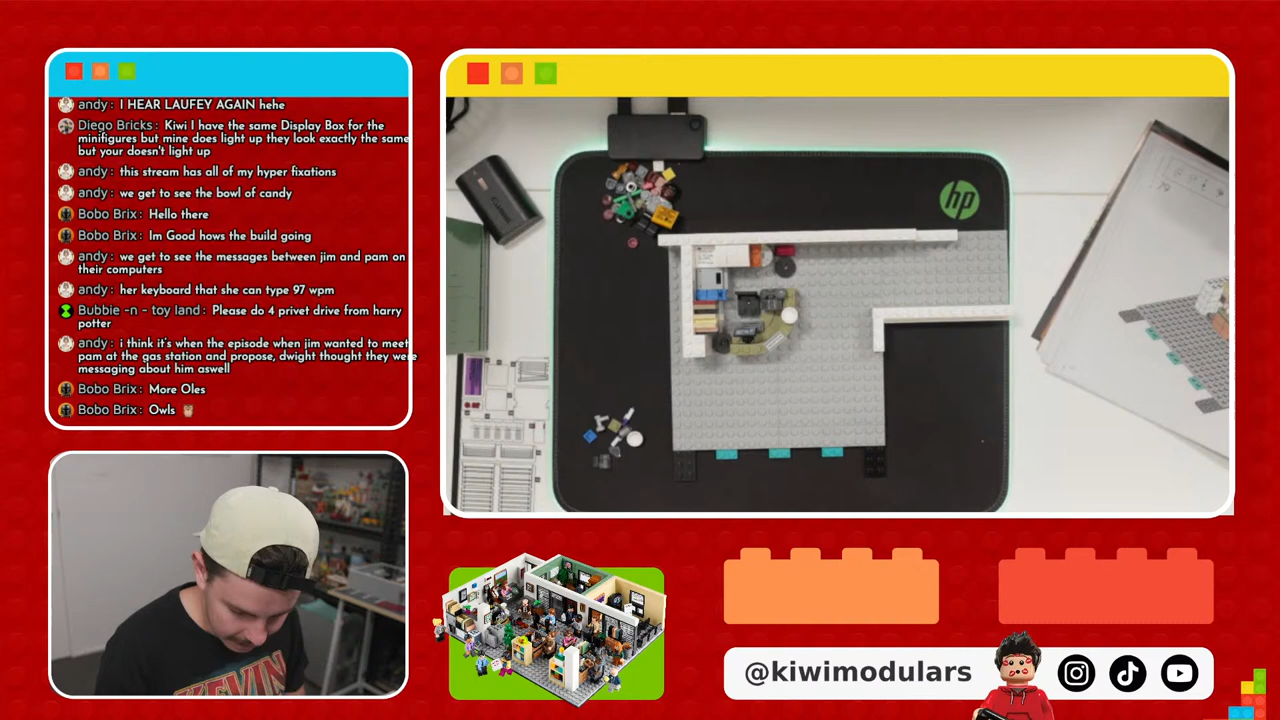 andy: I HEAR LAUFEY AGAIN hehe
Diego Bricks: Kiwi I have the same Display Box for the
minifigures but mine does light up they look exactly the same
but your doesn't light up
andy: this stream has all of my hyper fixations
andy: we get to see the bowl of candy
Bobo Brix: Hello there
Bobo Brix: Im Good hows the build going
andy: we get to see the messages between jim and pam on
their computers
andy: her keyboard that she can type 97 wpm
Bubbie -n - toy land: Please do 4 privet drive from harry
potter
andy: i think it's when the episode when jim wanted to meet
pam at the gas station and propose, dwight thought they were
messaging about him aswell
Bobo Brix: More Oles
Bobo Brix: Owls
Canon
hp
79
KEVIN
@kiwimodulars